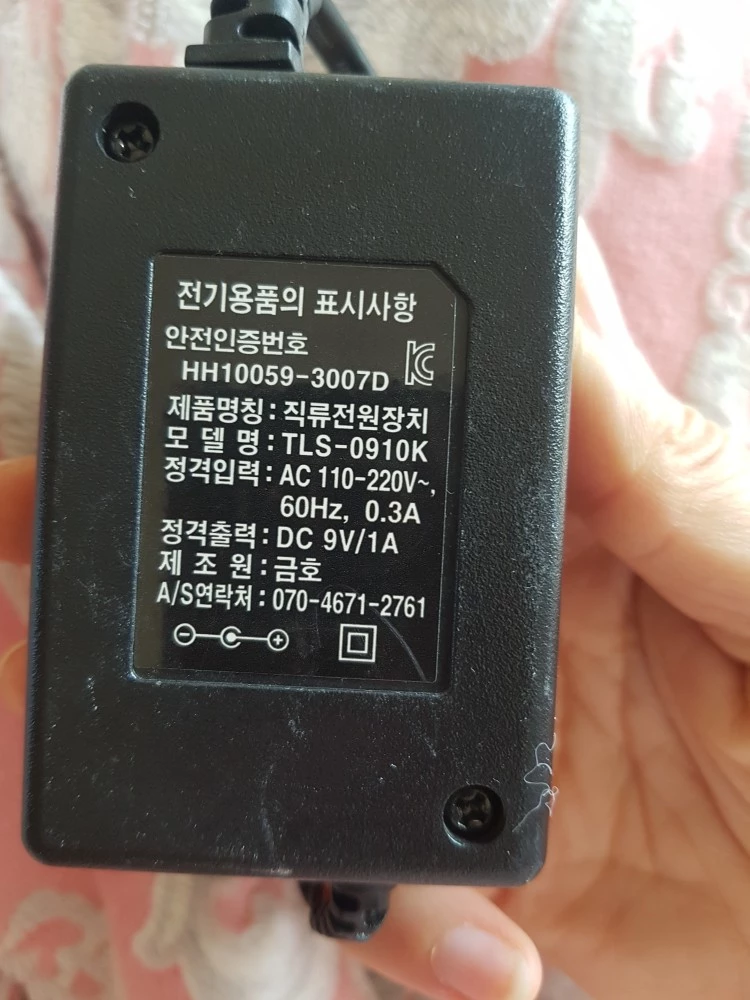 전기용품의 표시사항
안전인증번호
HH10059-3007D
제품명칭 : 직류전원장치
모 델 명 : TLS-0910K
정격입력 : AC 110-220V~,
60Hz, 0.3A
정격출력 : DC 9V/1A
제 조 원 : 금호
A/S연락처 : 070-4671-2761